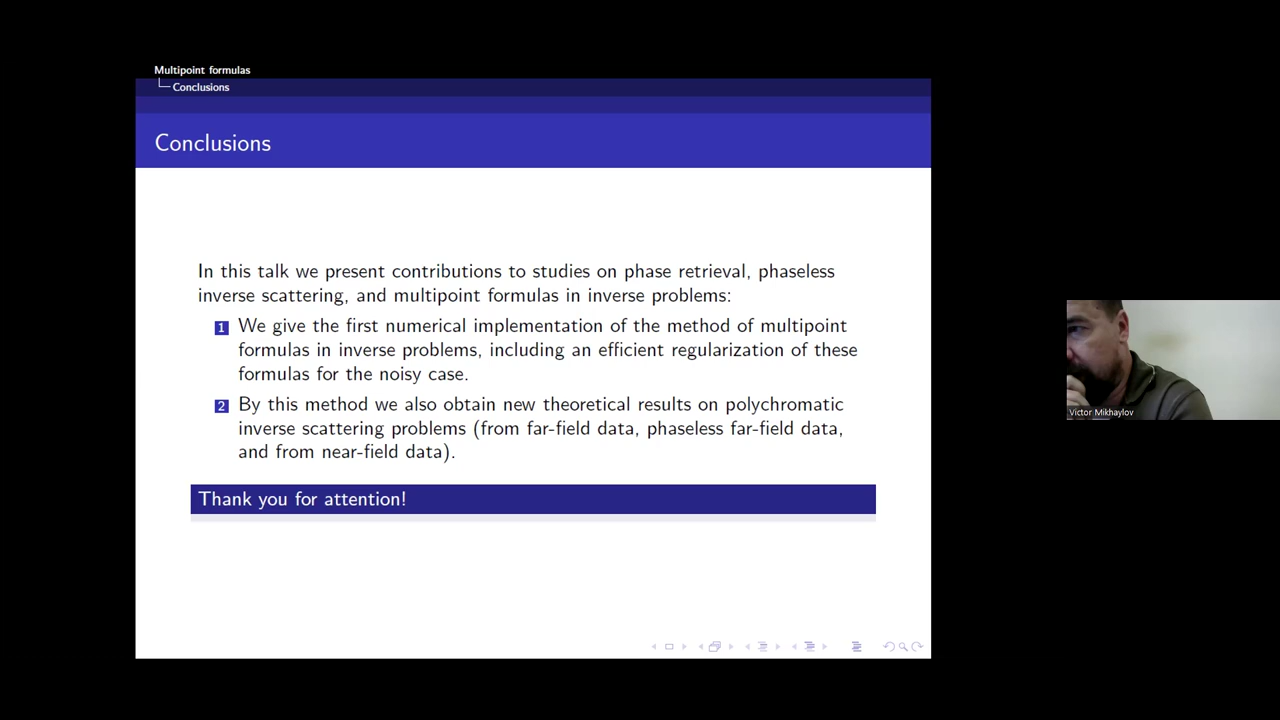 Multipoint formulas
Conclusions
Conclusions
In this talk we present contributions to studies on phase retrieval, phaseless
inverse scattering, and multipoint formulas in inverse problems:
1 We give the first numerical implementation of the method of multipoint
formulas in inverse problems, including an efficient regularization of these
formulas for the noisy case.
2 By this method we also obtain new theoretical results on polychromatic
inverse scattering problems (from far-field data, phaseless far-field data,
and from near-field data).
Thank you for attention!
Victor Mikhaylov